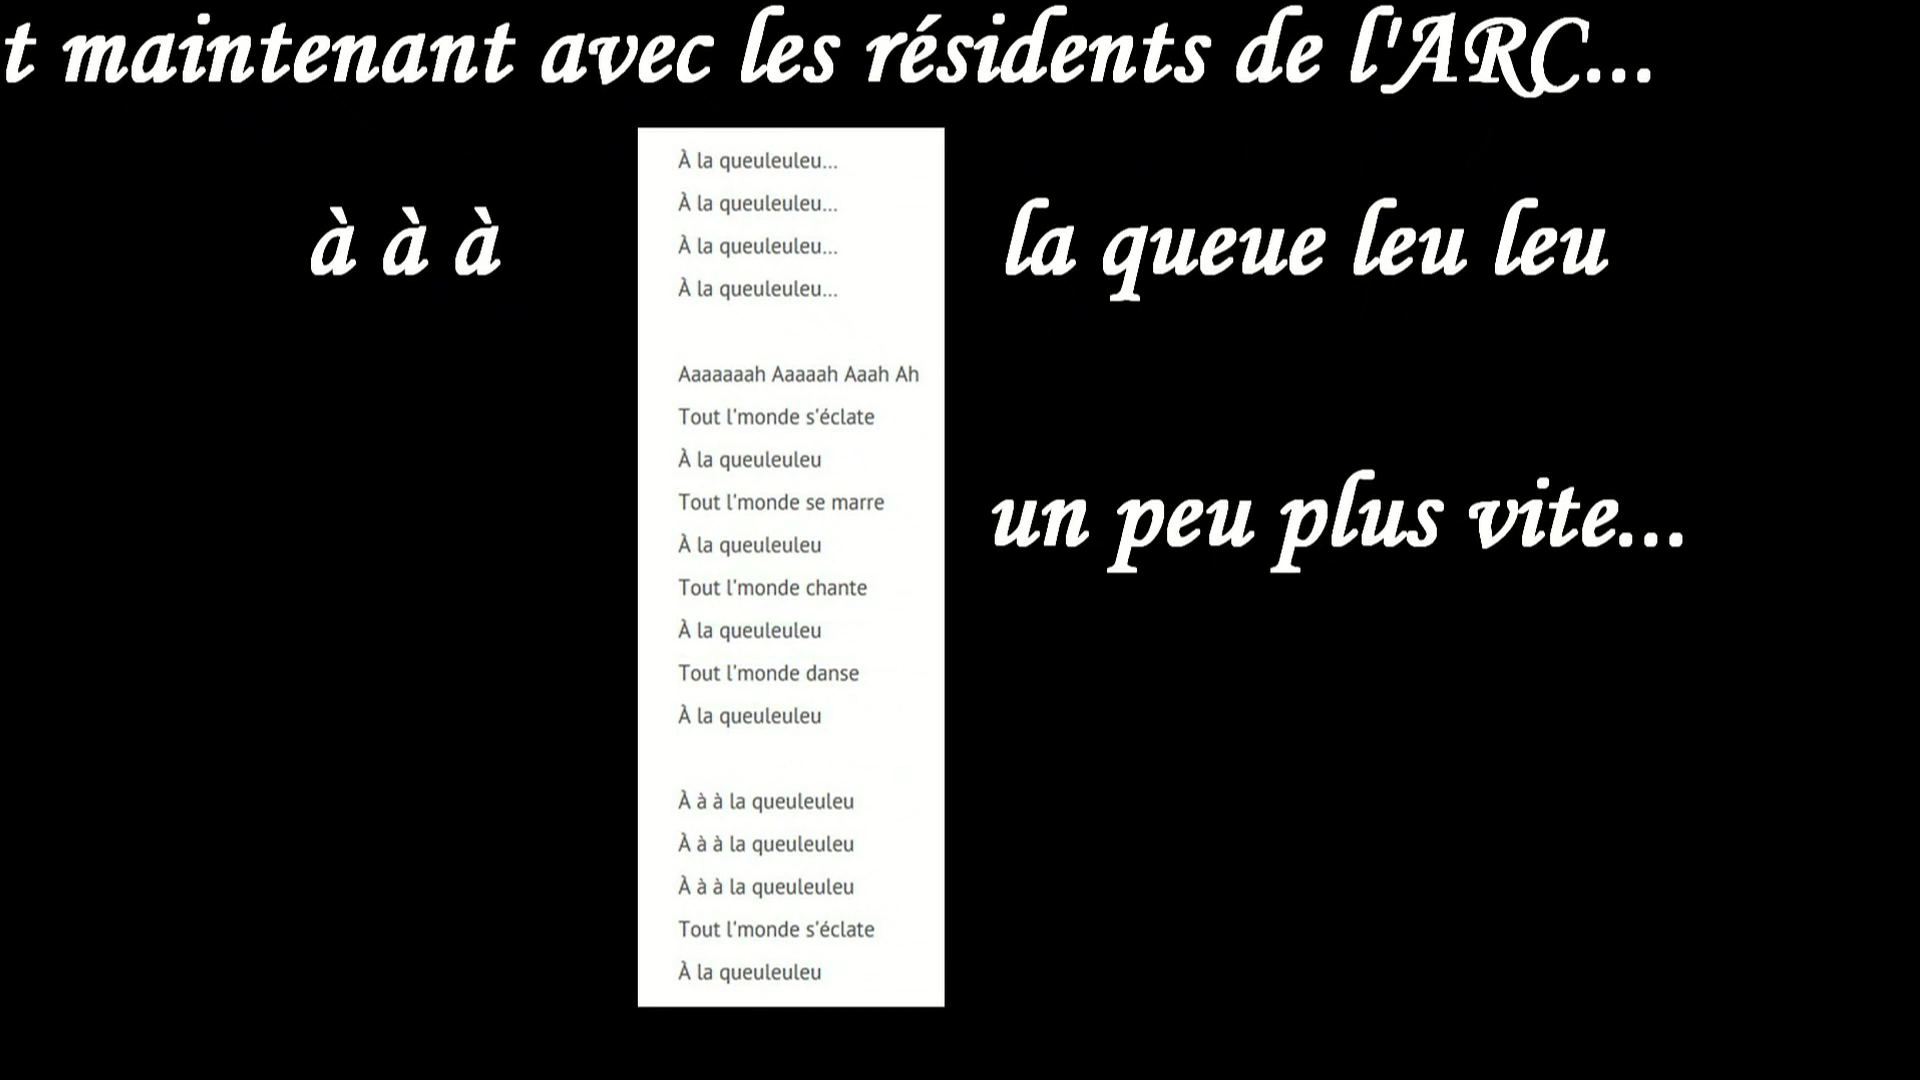 t maintenant avec les résidents de l'ARC...
à à à
la queue leu leu
un peu plus vite...
À la queuleuleu...
À la queuleuleu...
À la queuleuleu...
À la queuleuleu...
Aaaaaaah Aaaaah Aaah Ah
Tout l'monde s'éclate
À la queuleuleu
Tout l'monde se marre
À la queuleuleu
Tout l'monde chante
À la queuleuleu
Tout l'monde danse
À la queuleuleu
À à à la queuleuleu
À à à la queuleuleu
À à à la queuleuleu
Tout l'monde s'éclate
À la queuleuleu